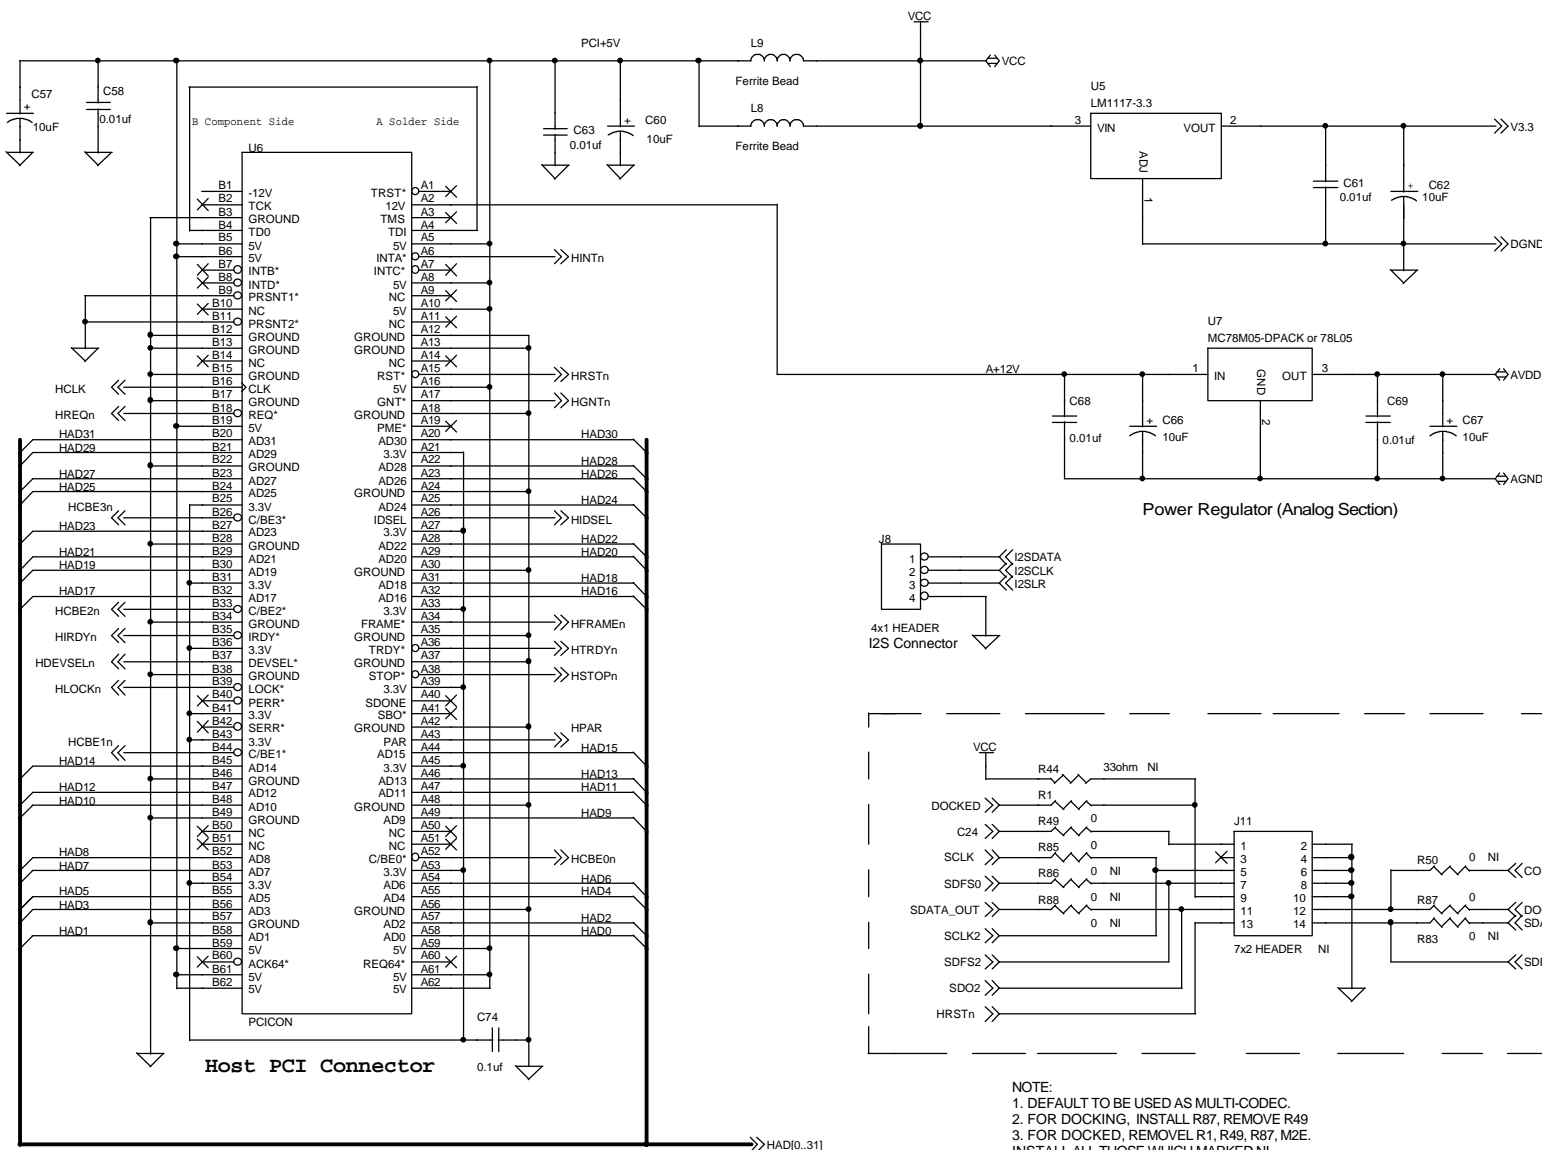 VCC
PCI+5V
L9
Ferrite Bead
VCC
L8
Ferrite Bead
C57
10uF
C58
0.01uf
C63
0.01uf
C60
10uF
U5
LM1117-3.3
3 VIN VOUT 2
ADJ
1
V3.3
C61
0.01uf
C62
10uF
DGND
B Component Side A Solder Side
U6
B1 -12V TRST* A1
B2 TCK 12V A2
B3 GROUND TMS A3
B4 TD0 TDI A4
B5 5V 5V A5
B6 5V INTA* A6 HINTn
B7 INTB* INTC* A7
B8 INTD* 5V A8
B9 PRSNT1* NC A9
B10 NC 5V A10
B11 PRSNT2* NC A11
B12 GROUND GROUND A12
B13 GROUND GROUND A13
B14 NC NC A14
B15 GROUND RST* A15 HRSTn
HCLK B16 CLK 5V A16
B17 GROUND GNT* A17 HGNTn
HREQn B18 REQ* GROUND A18
B19 5V PME* A19
HAD31 B20 AD31 AD30 A20 HAD30
HAD29 B21 AD29 3.3V A21
B22 GROUND AD28 A22 HAD28
HAD27 B23 AD27 AD26 A23 HAD26
HAD25 B24 AD25 GROUND A24
B25 3.3V AD24 A25 HAD24
HCBE3n B26 C/BE3* IDSEL A26 HIDSEL
HAD23 B27 AD23 3.3V A27
B28 GROUND AD22 A28 HAD22
HAD21 B29 AD21 AD20 A29 HAD20
HAD19 B30 AD19 GROUND A30
B31 3.3V AD18 A31 HAD18
HAD17 B32 AD17 AD16 A32 HAD16
HCBE2n B33 C/BE2* 3.3V A33
B34 GROUND FRAME* A34 HFRAMEn
HIRDYn B35 IRDY* GROUND A35
B36 3.3V TRDY* A36 HTRDYn
HDEVSELn B37 DEVSEL* GROUND A37
B38 GROUND STOP* A38 HSTOPn
HLOCKn B39 LOCK* 3.3V A39
B40 PERR* SDONE A40
B41 3.3V SBO* A41
B42 SERR* GROUND A42
B43 3.3V PAR A43 HPAR
HCBE1n B44 C/BE1* AD15 A44 HAD15
HAD14 B45 AD14 3.3V A45
B46 GROUND AD13 A46 HAD13
HAD12 B47 AD12 AD11 A47 HAD11
HAD10 B48 AD10 GROUND A48
B49 GROUND AD9 A49 HAD9
B50 NC NC A50
B51 NC NC A51
HAD8 B52 AD8 C/BE0* A52 HCBE0n
HAD7 B53 AD7 3.3V A53
B54 3.3V AD6 A54 HAD6
HAD5 B55 AD5 AD4 A55 HAD4
HAD3 B56 AD3 GROUND A56
B57 GROUND AD2 A57 HAD2
HAD1 B58 AD1 AD0 A58 HAD0
B59 5V 5V A59
B60 ACK64* REQ64* A60
B61 5V 5V A61
B62 5V 5V A62
PCICON
Host PCI Connector
C74
0.1uf
HAD[0..31]
U7
MC78M05-DPACK or 78L05
A+12V
1 IN GND OUT 3
2
AVDD
C68
0.01uf
C66
10uF
C69
0.01uf
C67
10uF
AGND
Power Regulator (Analog Section)
J8
1 I2SDATA
2 I2SCLK
3 I2SLR
4
4x1 HEADER
I2S Connector
VCC
R44 33ohm NI
DOCKED R1
C24 R49 0
SCLK R85 0
SDFS0 R86 0 NI
SDATA_OUT R88 0 NI
SCLK2 0 NI
SDFS2
SDO2
HRSTn
J11
1 2
3 4
5 6
7 8
9 10
11 12
13 14
7x2 HEADER NI
R50 0 NI
R87 0
R83 0 NI
NOTE:
1. DEFAULT TO BE USED AS MULTI-CODEC.
2. FOR DOCKING, INSTALL R87, REMOVE R49
3. FOR DOCKED, REMOVEL R1, R49, R87, M2E.
INSTALL ALL THOSE WHICH MARKED NI